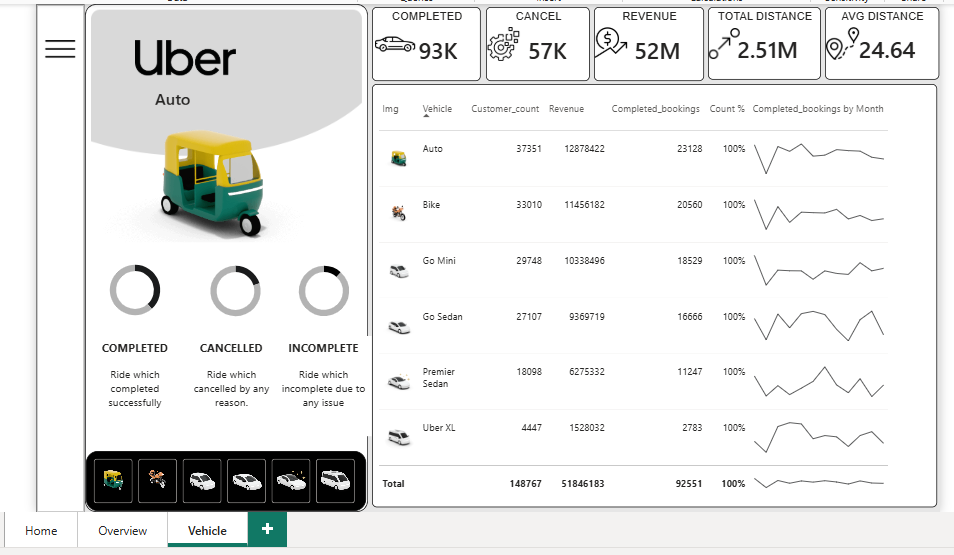 Uber
Auto
COMPLETED
93K
CANCEL
57K
REVENUE
52M
TOTAL DISTANCE
2.51M
AVG DISTANCE
24.64
Img Vehicle Customer_count Revenue Completed_bookings Count % Completed_bookings by Month
Auto 37351 12878422 23128 100%
Bike 33010 11456182 20560 100%
Go Mini 29748 10338496 18529 100%
Go Sedan 27107 9369719 16666 100%
Premier
Sedan 18098 6275332 11247 100%
Uber XL 4447 1528032 2783 100%
Total 148767 51846183 92551 100%
COMPLETED
Ride which
completed
successfully
CANCELLED
Ride which
cancelled by any
reason.
INCOMPLETE
Ride which
incomplete due to
any issue
Home
Overview
Vehicle
+